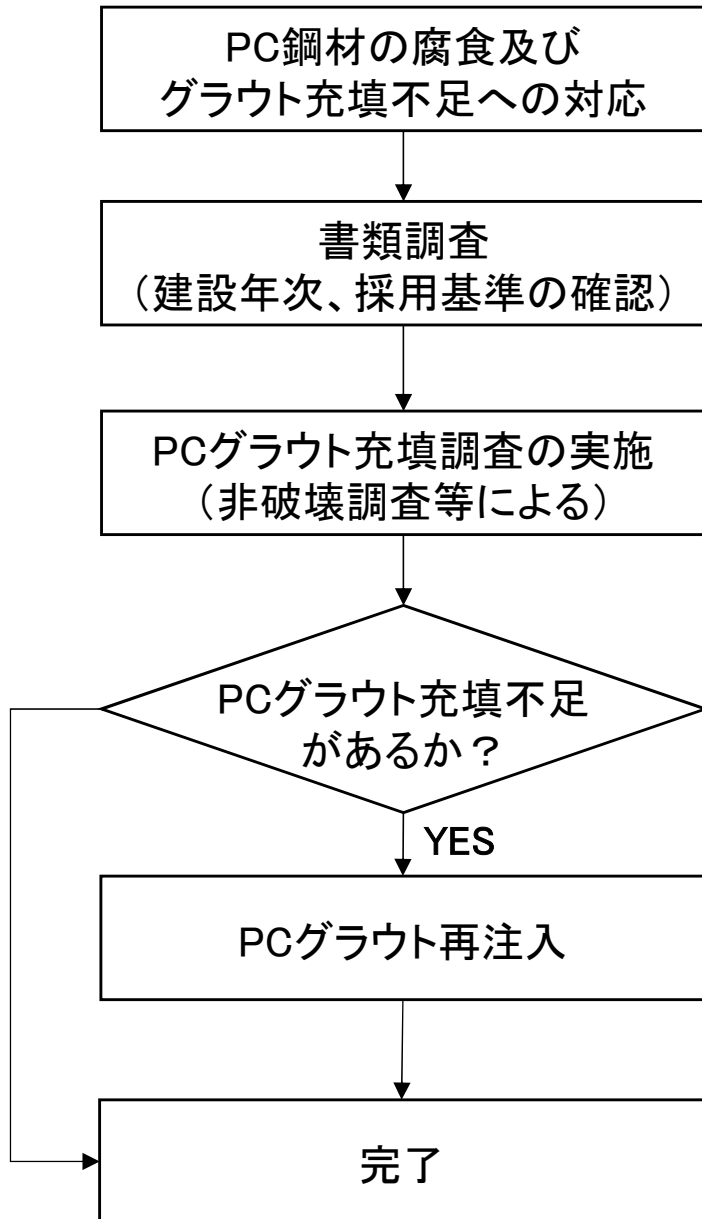 PC鋼材の腐食及び
グラウト充填不足への対応
書類調査
（建設年次、採用基準の確認）
PCグラウト充填調査の実施
（非破壊調査等による）
PCグラウト充填不足
があるか？
YES
PCグラウト再注入
完了